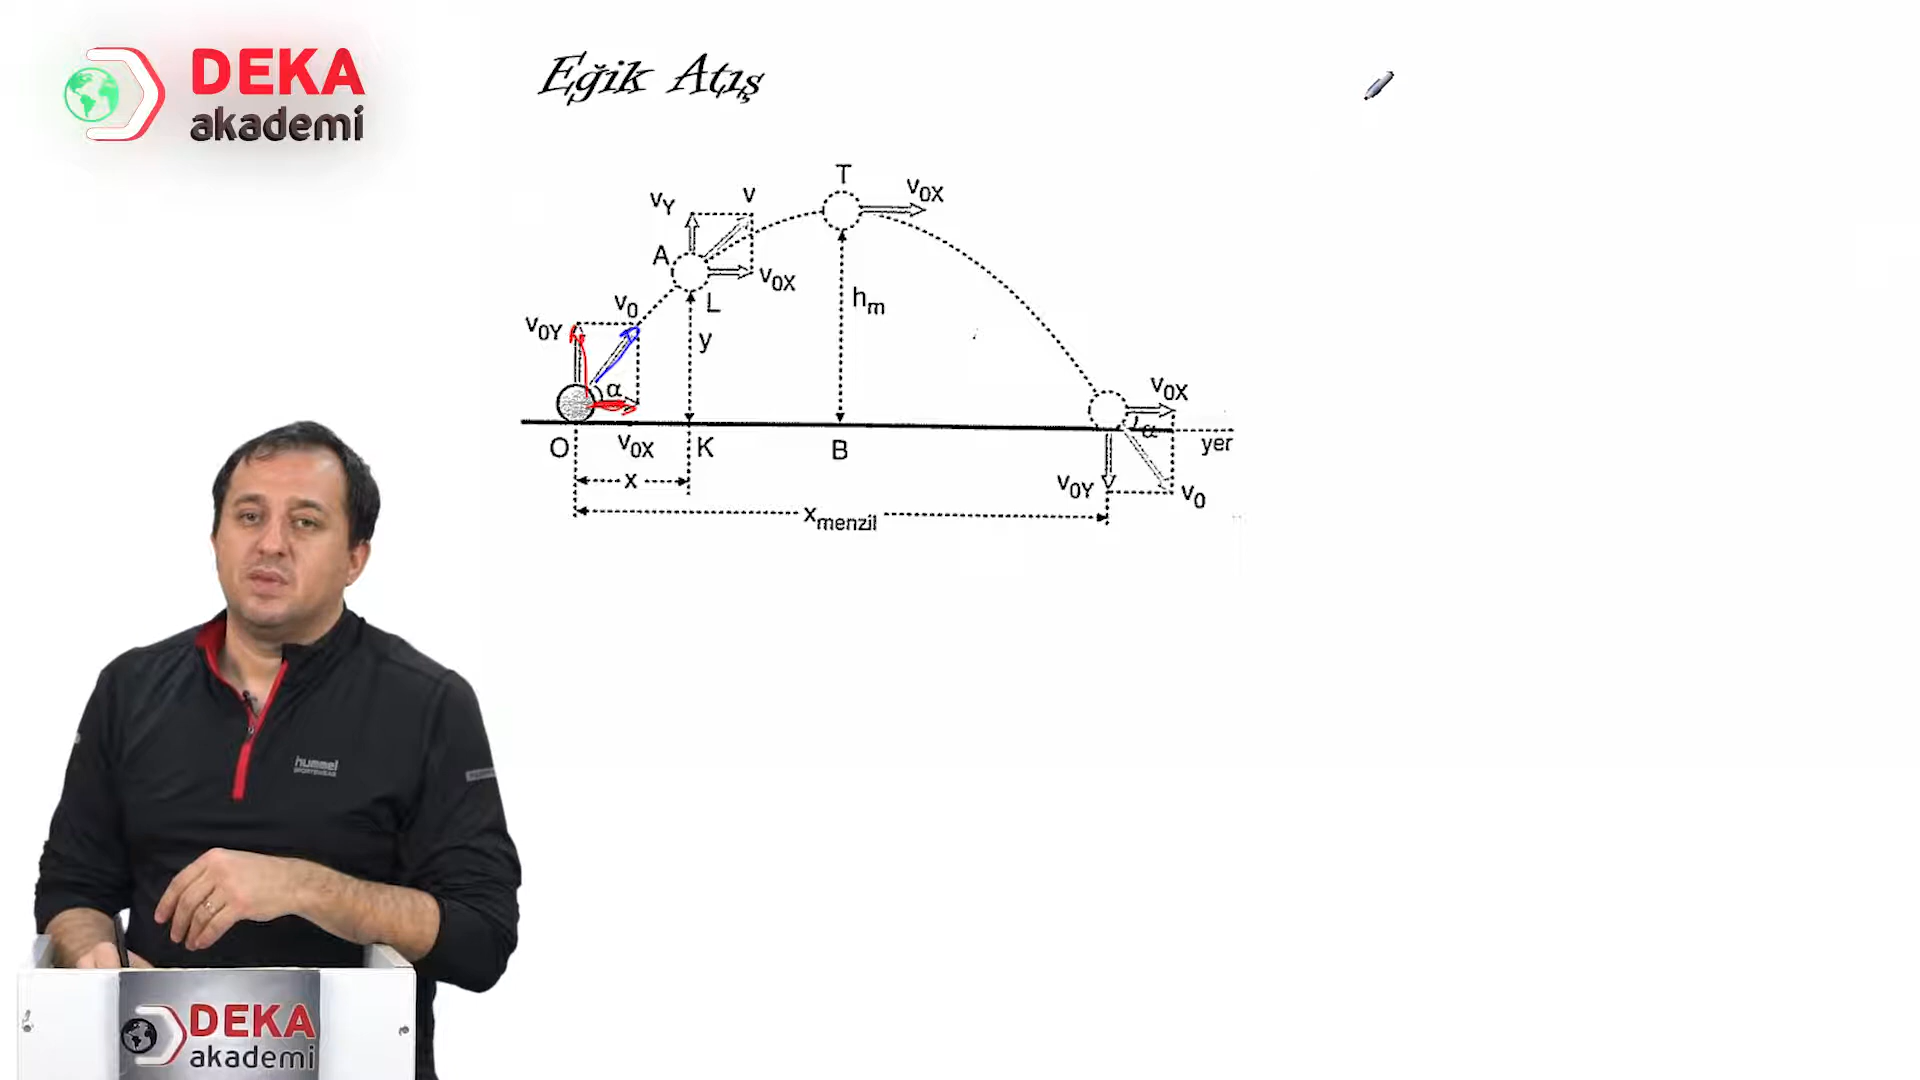 DEKA
akademi
Eğik Atış
T
v0X
vY
v
A
v0X
L
hm
v0
v0Y
y
α
v0X
α
O
v0X
K
B
yer
x
v0Y
v0
xmenzil
hummel
DEKA
akademi